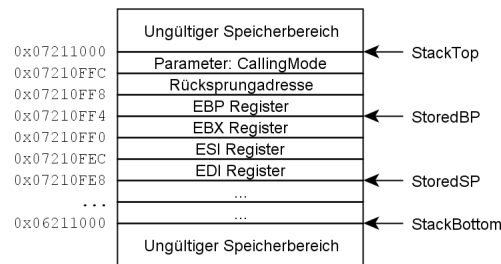 Ungültiger Speicherbereich
0x07211000 StackTop
Parameter: CallingMode
0x07210FFC
Rücksprungadresse
0x07210FF8
EBP Register
0x07210FF4 StoredBP
EBX Register
0x07210FF0
ESI Register
0x07210FEC
EDI Register
0x07210FE8 StoredSP
...
...
...
0x06211000 StackBottom
Ungültiger Speicherbereich